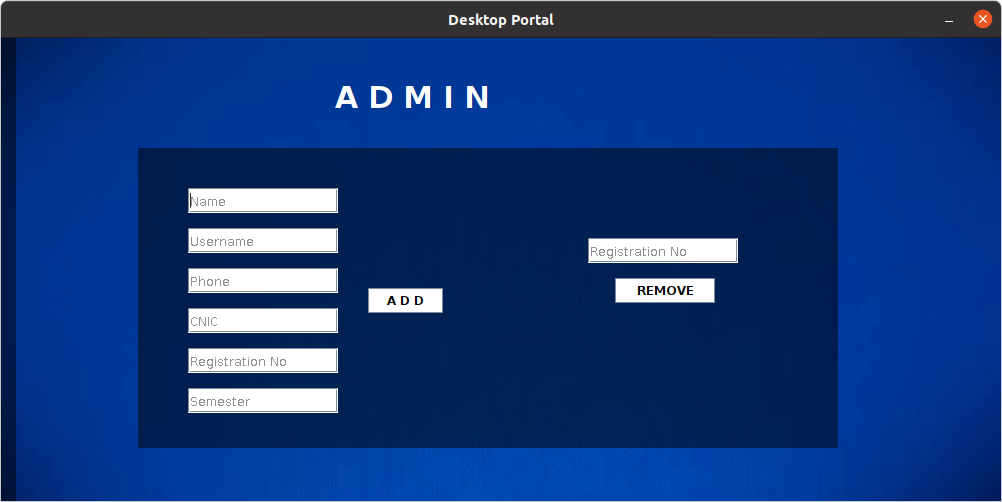 Desktop Portal
A D M I N
Name
Username
Phone
CNIC
Registration No
Semester
A D D
Registration No
REMOVE